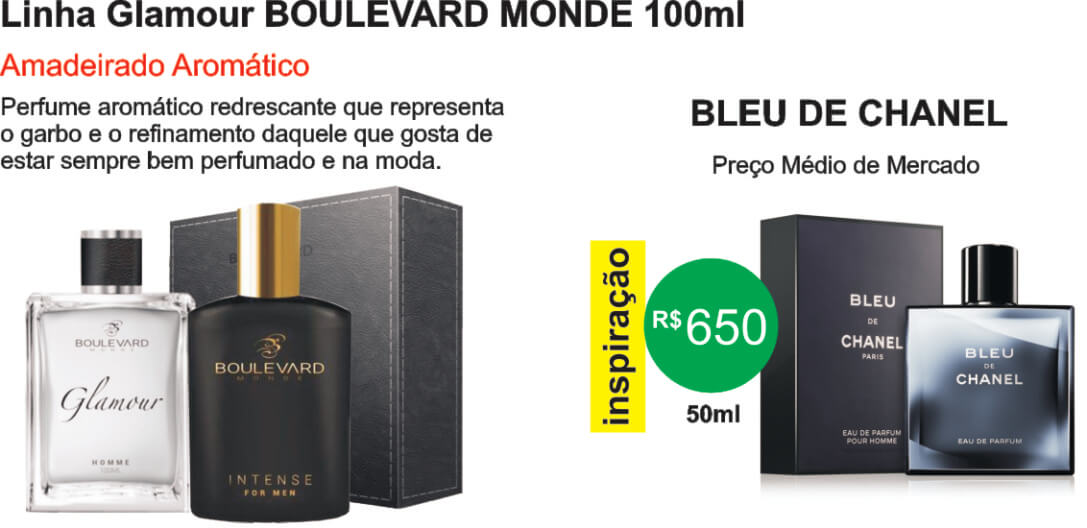 Linha Glamour BOULEVARD MONDE 100ml
Amadeirado Aromático
Perfume aromático redrescante que representa
o garbo e o refinamento daquele que gosta de
estar sempre bem perfumado e na moda.
BOULEVARD
MONDE
Glamour
HOMME
100ML
BOULEVARD
MONDE
INTENSE
FOR MEN
BLEU DE CHANEL
Preço Médio de Mercado
inspiração
R$ 650
50ml
BLEU
DE
CHANEL
PARIS
EAU DE PARFUM
POUR HOMME
BLEU
DE
CHANEL
EAU DE PARFUM